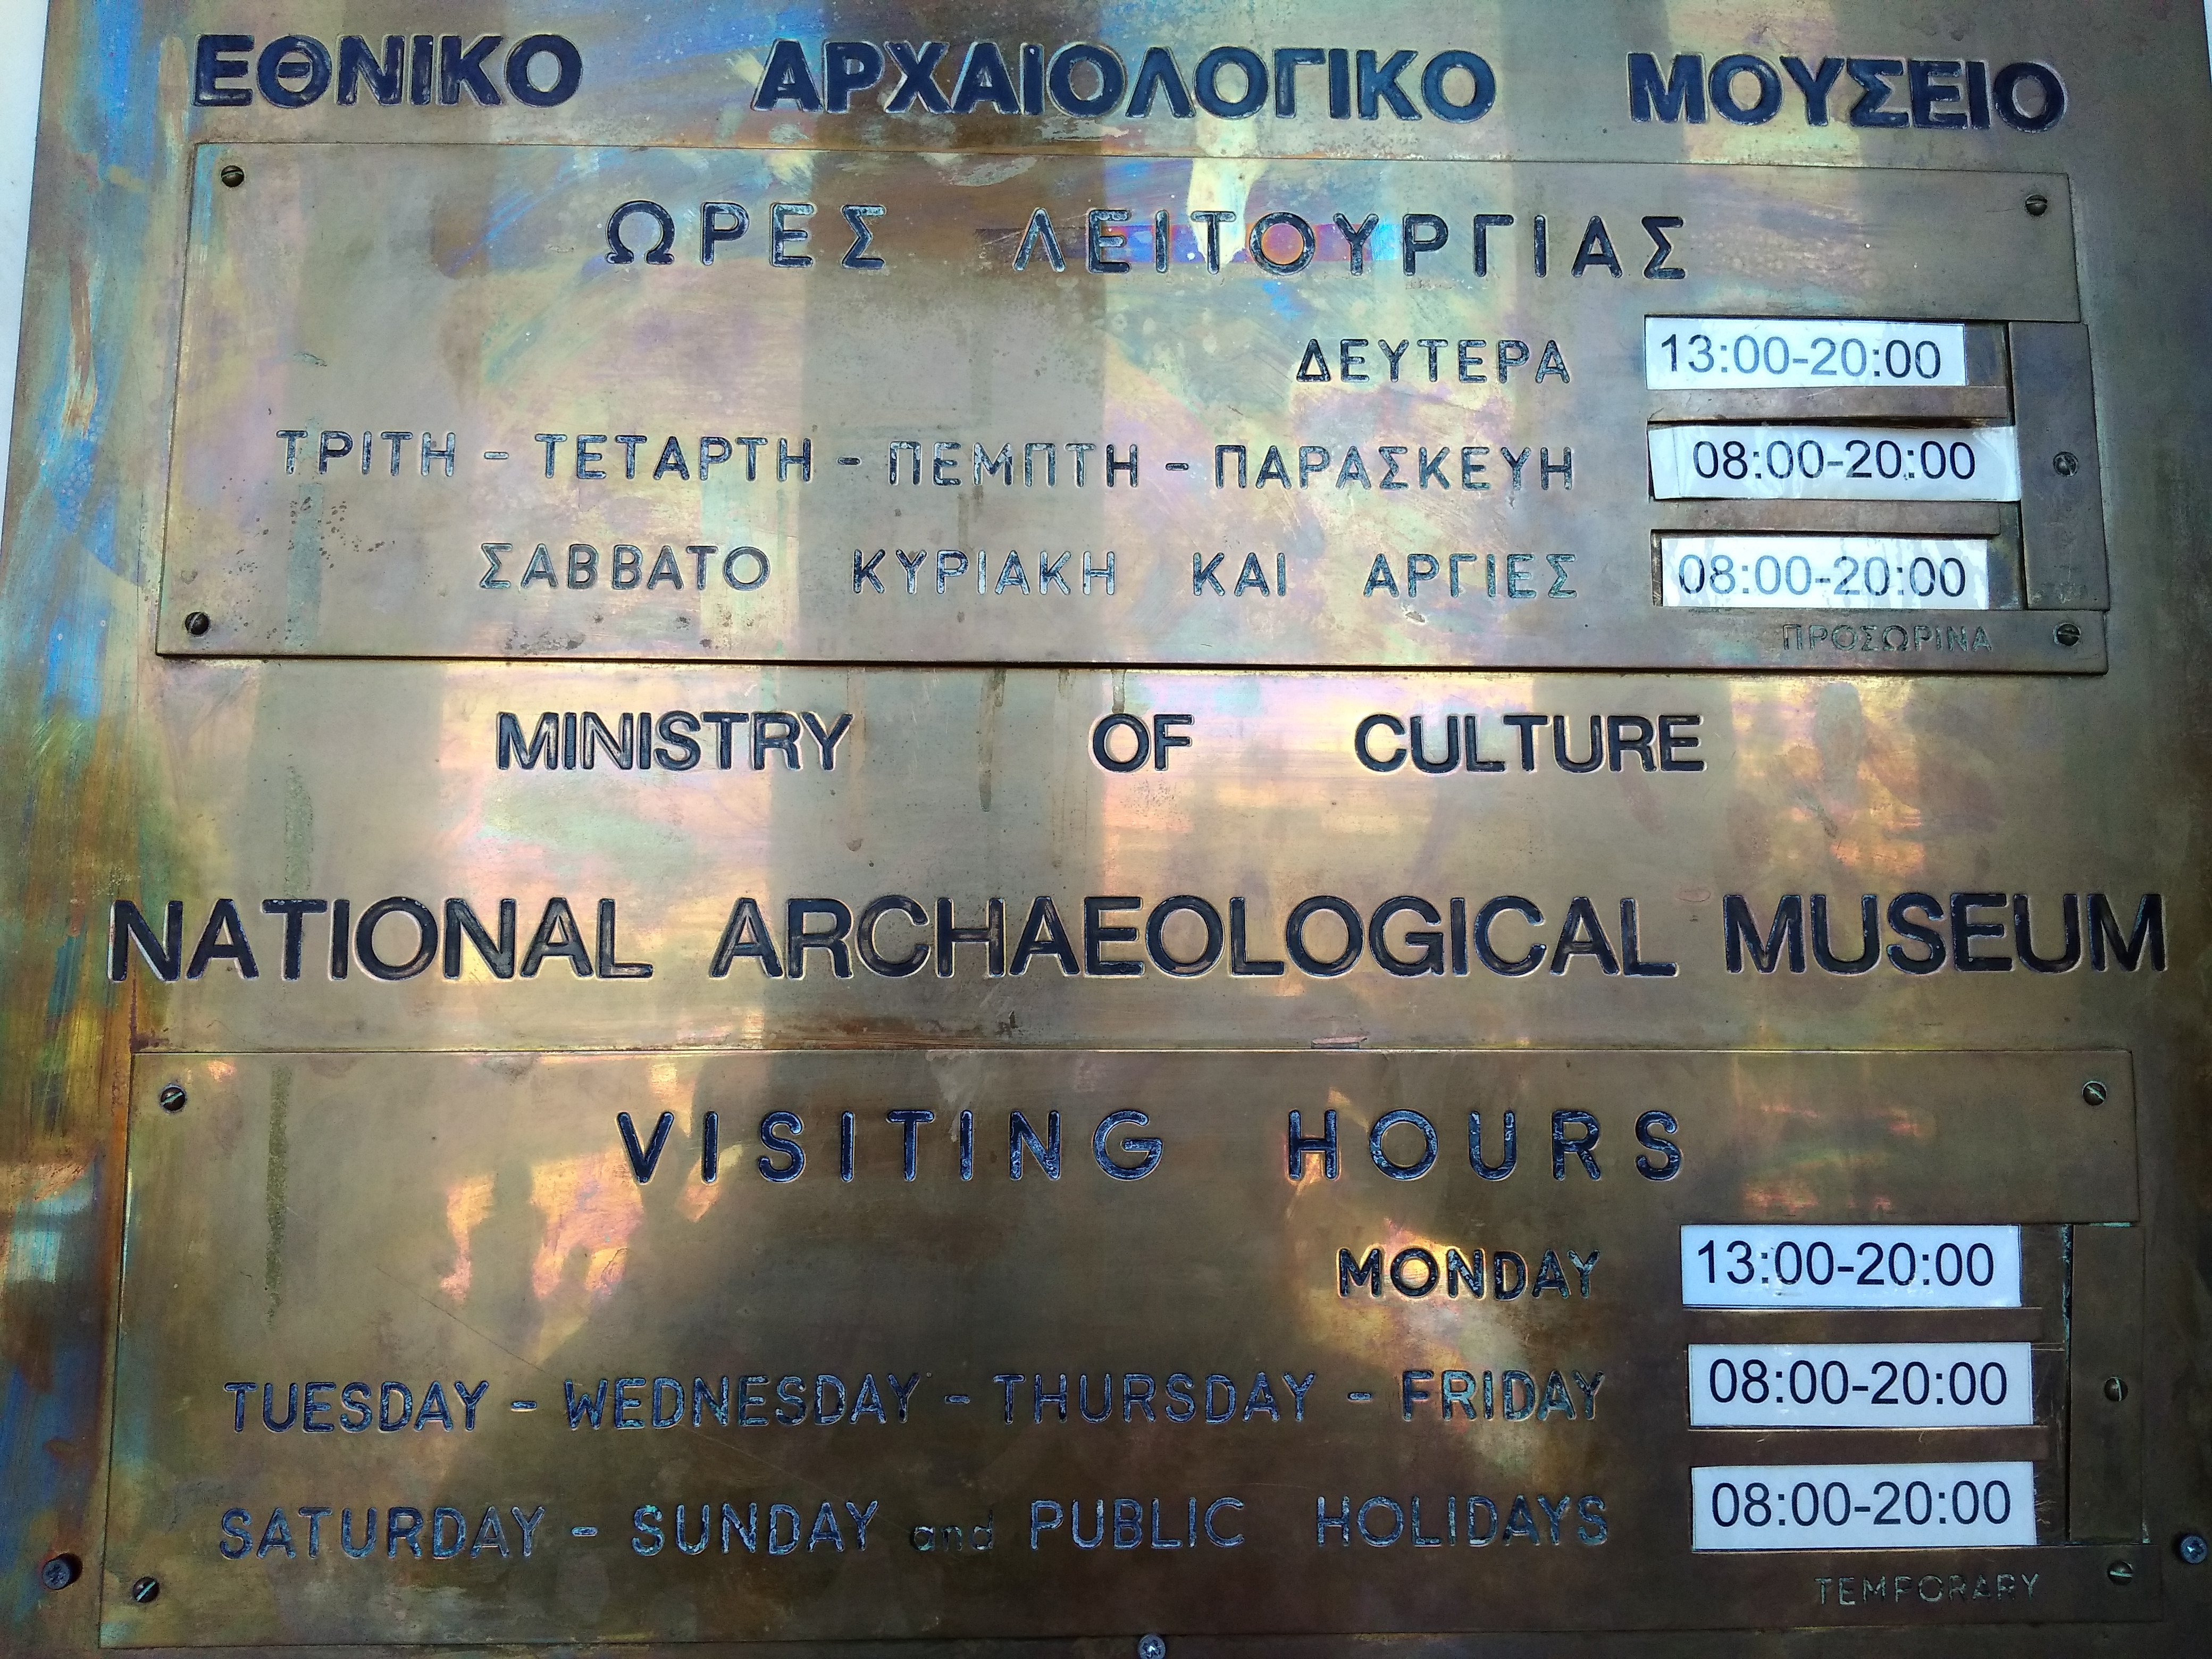 ΕΘΝΙΚΟ ΑΡΧΑΙΟΛΟΓΙΚΟ ΜΟΥΣΕΙΟ
ΩΡΕΣ ΛΕΙΤΟΥΡΓΙΑΣ
ΔΕΥΤΕΡΑ 13:00-20:00
ΤΡΙΤΗ - ΤΕΤΑΡΤΗ - ΠΕΜΠΤΗ - ΠΑΡΑΣΚΕΥΗ 08:00-20:00
ΣΑΒΒΑΤΟ ΚΥΡΙΑΚΗ ΚΑΙ ΑΡΓΙΕΣ 08:00-20:00
ΠΡΟΣΩΡΙΝΑ
MINISTRY OF CULTURE
NATIONAL ARCHAEOLOGICAL MUSEUM
VISITING HOURS
MONDAY 13:00-20:00
TUESDAY - WEDNESDAY - THURSDAY - FRIDAY 08:00-20:00
SATURDAY - SUNDAY and PUBLIC HOLIDAYS 08:00-20:00
TEMPORARY